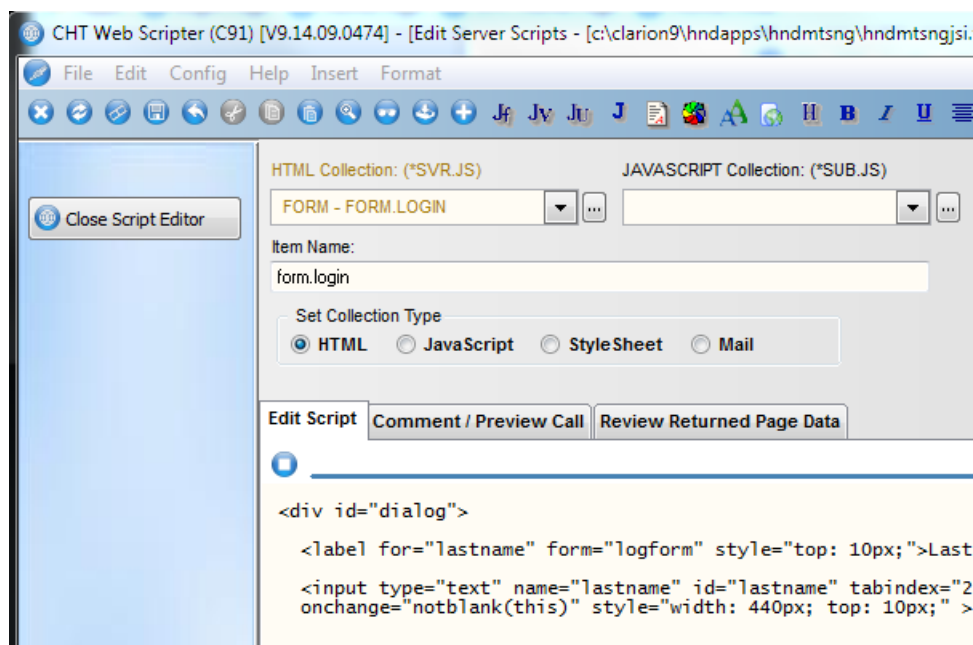 CHT Web Scripter (C91) [V9.14.09.0474] - [Edit Server Scripts - [c:\clarion9\hndapps\hndmtsng\hndmtsngjsi.
File Edit Config Help Insert Format
Jf Jv Ju J A H B I U
Close Script Editor
HTML Collection: (*SVR.JS) JAVASCRIPT Collection: (*SUB.JS)
FORM - FORM.LOGIN ... ...
Item Name:
form.login
Set Collection Type
HTML JavaScript StyleSheet Mail
Edit Script Comment / Preview Call Review Returned Page Data
<div id="dialog">
<label for="lastname" form="logform" style="top: 10px;">Last
<input type="text" name="lastname" id="lastname" tabindex="2
onchange="notblank(this)" style="width: 440px; top: 10px;" >